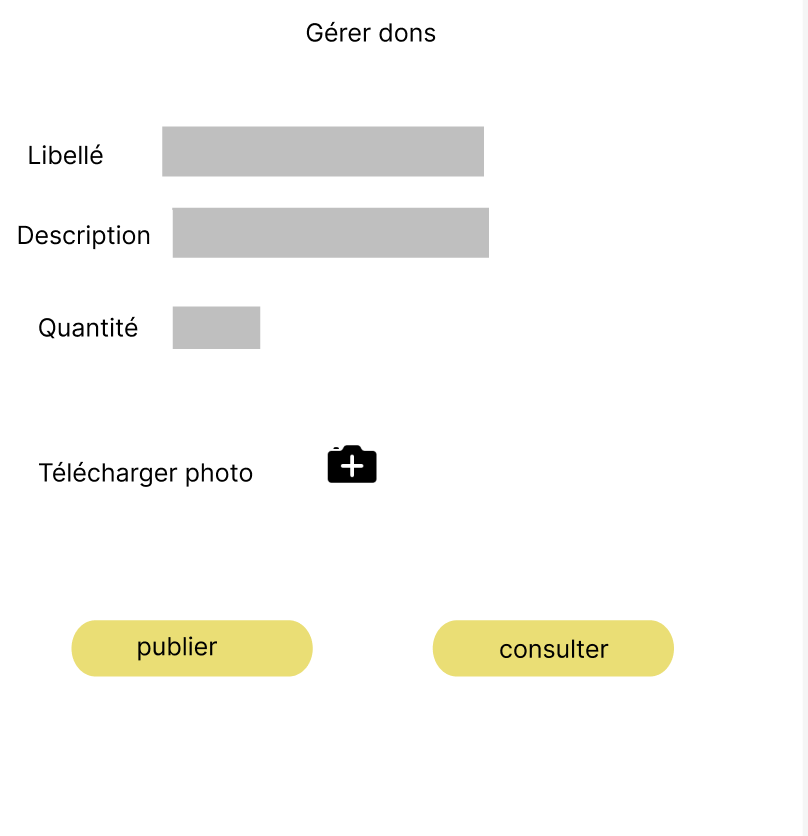 Gérer dons
Libellé
Description
Quantité
Télécharger photo
publier
consulter